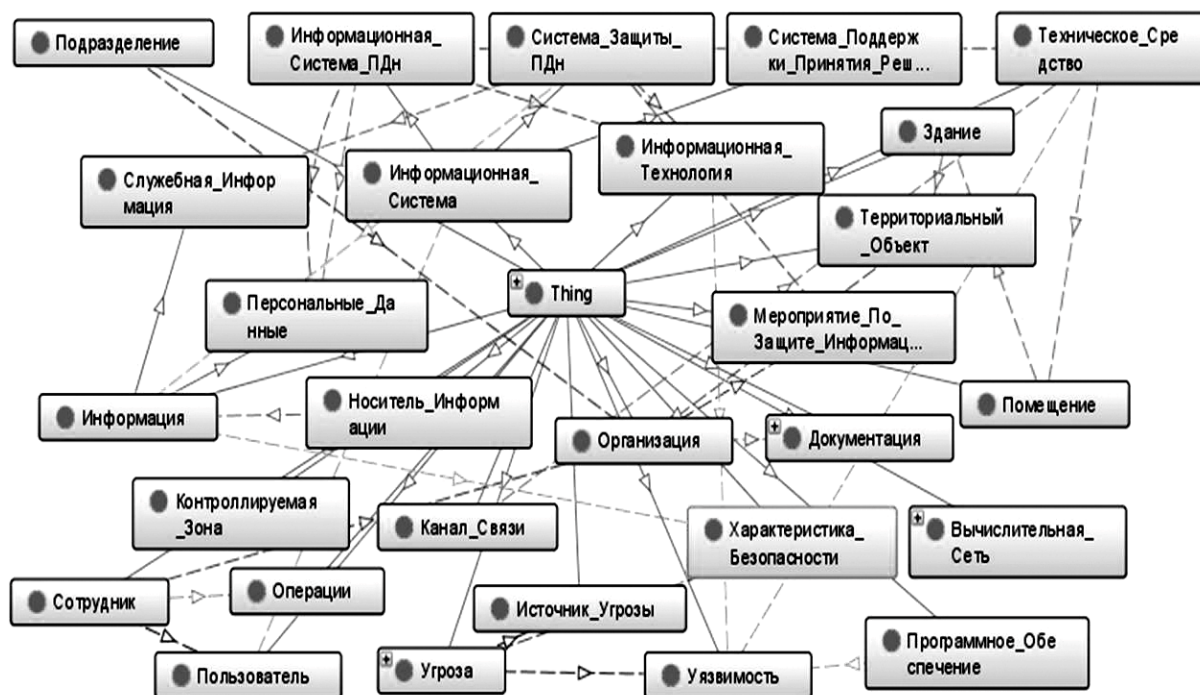 Подразделение
Информационная_
Система_ПДн
Система_Защиты_
ПДн
Система_Поддерж
ки_Принятия_Реш...
Техническое_Сре
дство
Здание
Служебная_Инфор
мация
Информационная_
Система
Информационная_
Технология
Территориальный
_Объект
Thing
Персональные_Да
нные
Мероприятие_По_
Защите_Информац...
Информация
Носитель_Информ
ации
Организация
Документация
Помещение
Контроллируемая
_Зона
Канал_Связи
Характеристика_
Безопасности
Вычислительная_
Сеть
Сотрудник
Операции
Источник_Угрозы
Программное_Обе
спечение
Пользователь
Угроза
Уязвимость